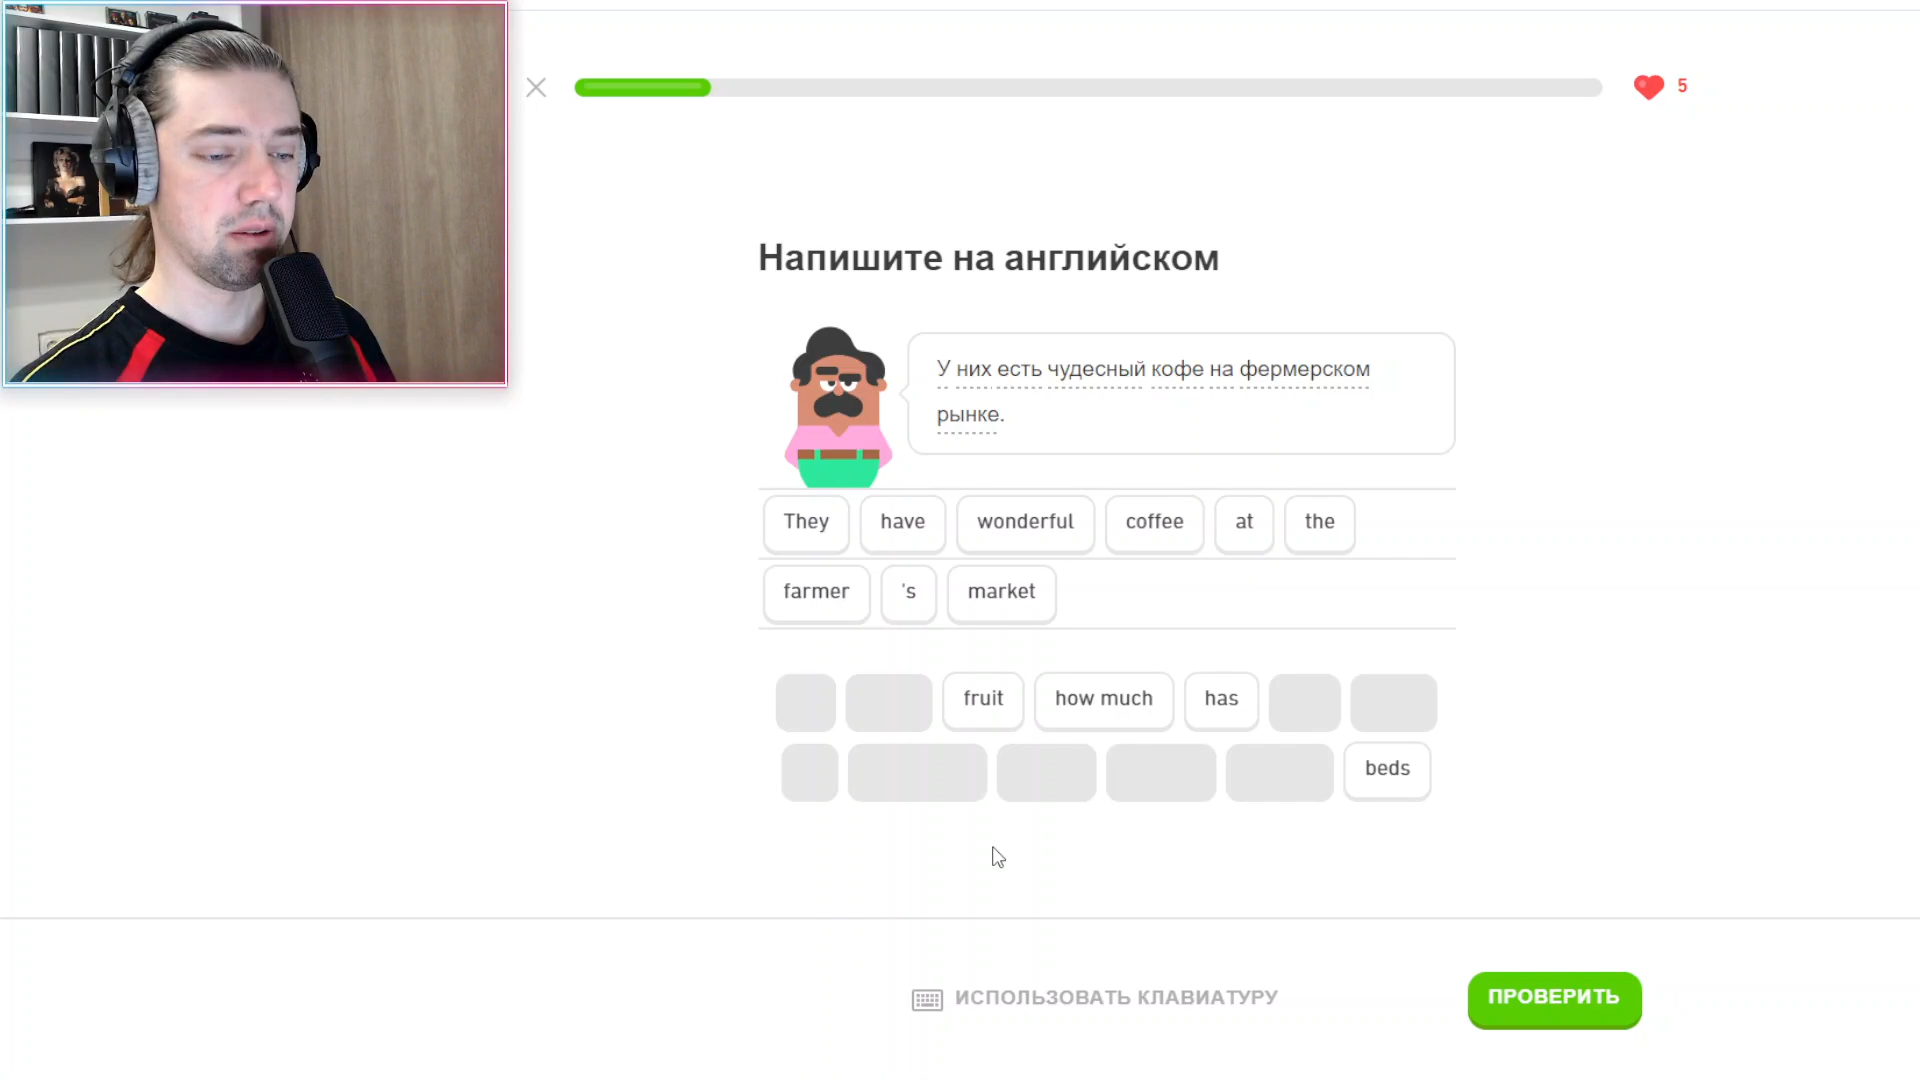 5
Напишите на английском
У них есть чудесный кофе на фермерском
рынке.
They have wonderful coffee at the
farmer 's market
fruit how much has
beds
ИСПОЛЬЗОВАТЬ КЛАВИАТУРУ ПРОВЕРИТЬ